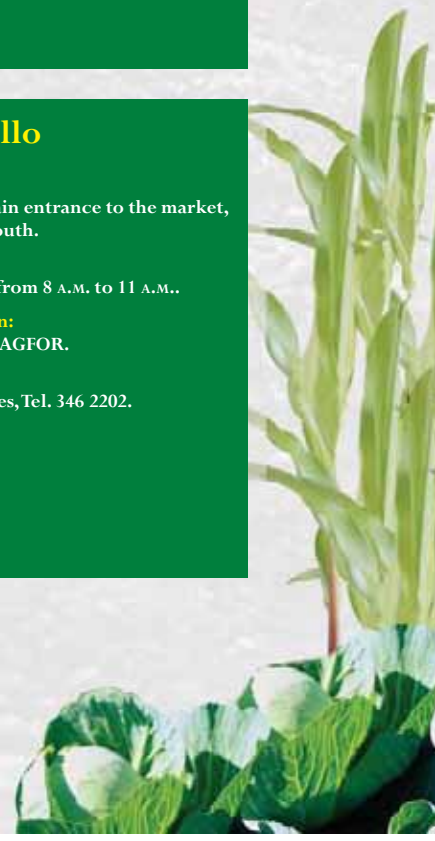 llo
in entrance to the market,
outh.
from 8 A.M. to 11 A.M..
n:
AGFOR.
es, Tel. 346 2202.